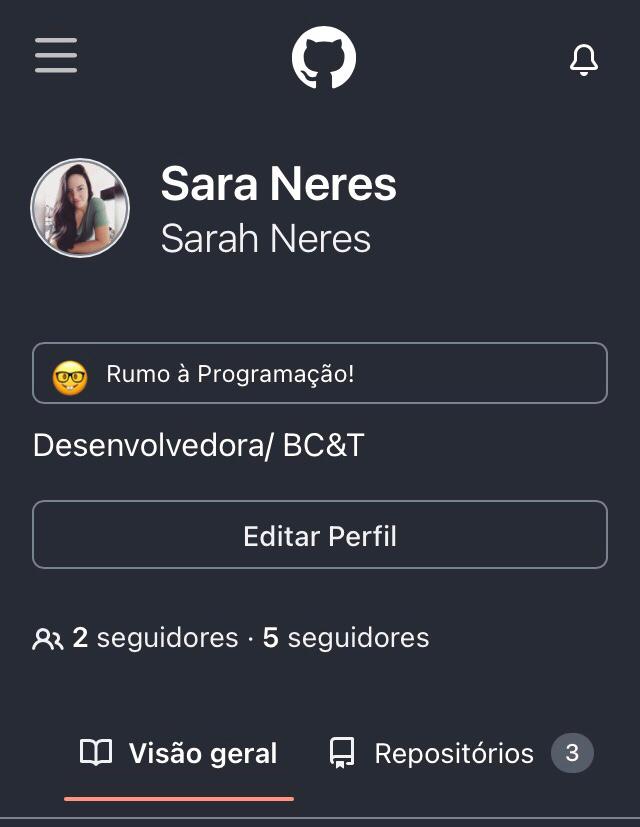 Sara Neres
Sarah Neres
Rumo à Programação!
Desenvolvedora/ BC&T
Editar Perfil
2 seguidores · 5 seguidores
Visão geral Repositórios 3